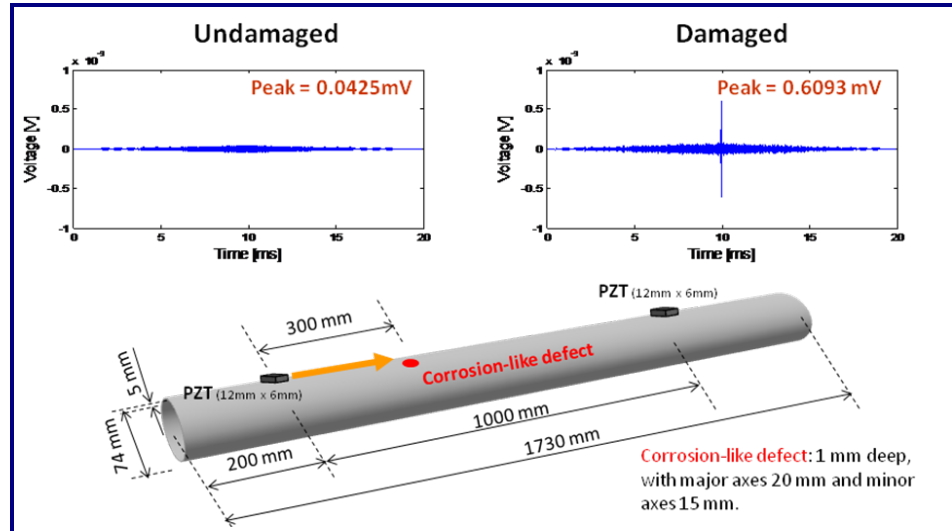 Undamaged
Damaged
x 10⁻³
Peak = 0.0425mV
1
0.5
0
-0.5
-1
Voltage [V]
0 5 10 15 20
Time [ms]
x 10⁻³
Peak = 0.6093 mV
1
0.5
0
-0.5
-1
Voltage [V]
0 5 10 15 20
Time [ms]
PZT (12mm x 6mm)
300 mm
Corrosion-like defect
PZT (12mm x 6mm)
5 mm
74 mm
200 mm
1000 mm
1730 mm
Corrosion-like defect: 1 mm deep,
with major axes 20 mm and minor
axes 15 mm.